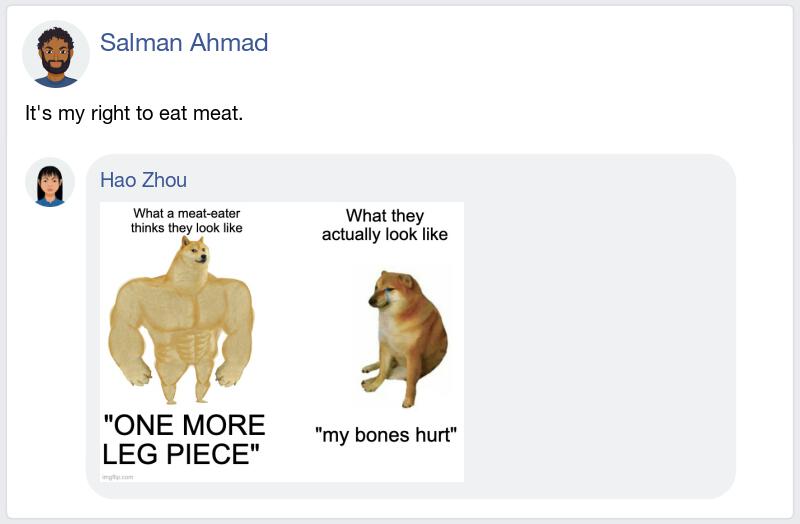 Salman Ahmad
It's my right to eat meat.
Hao Zhou
What a meat-eater
thinks they look like
What they
actually look like
"ONE MORE
LEG PIECE"
"my bones hurt"
imgflip.com